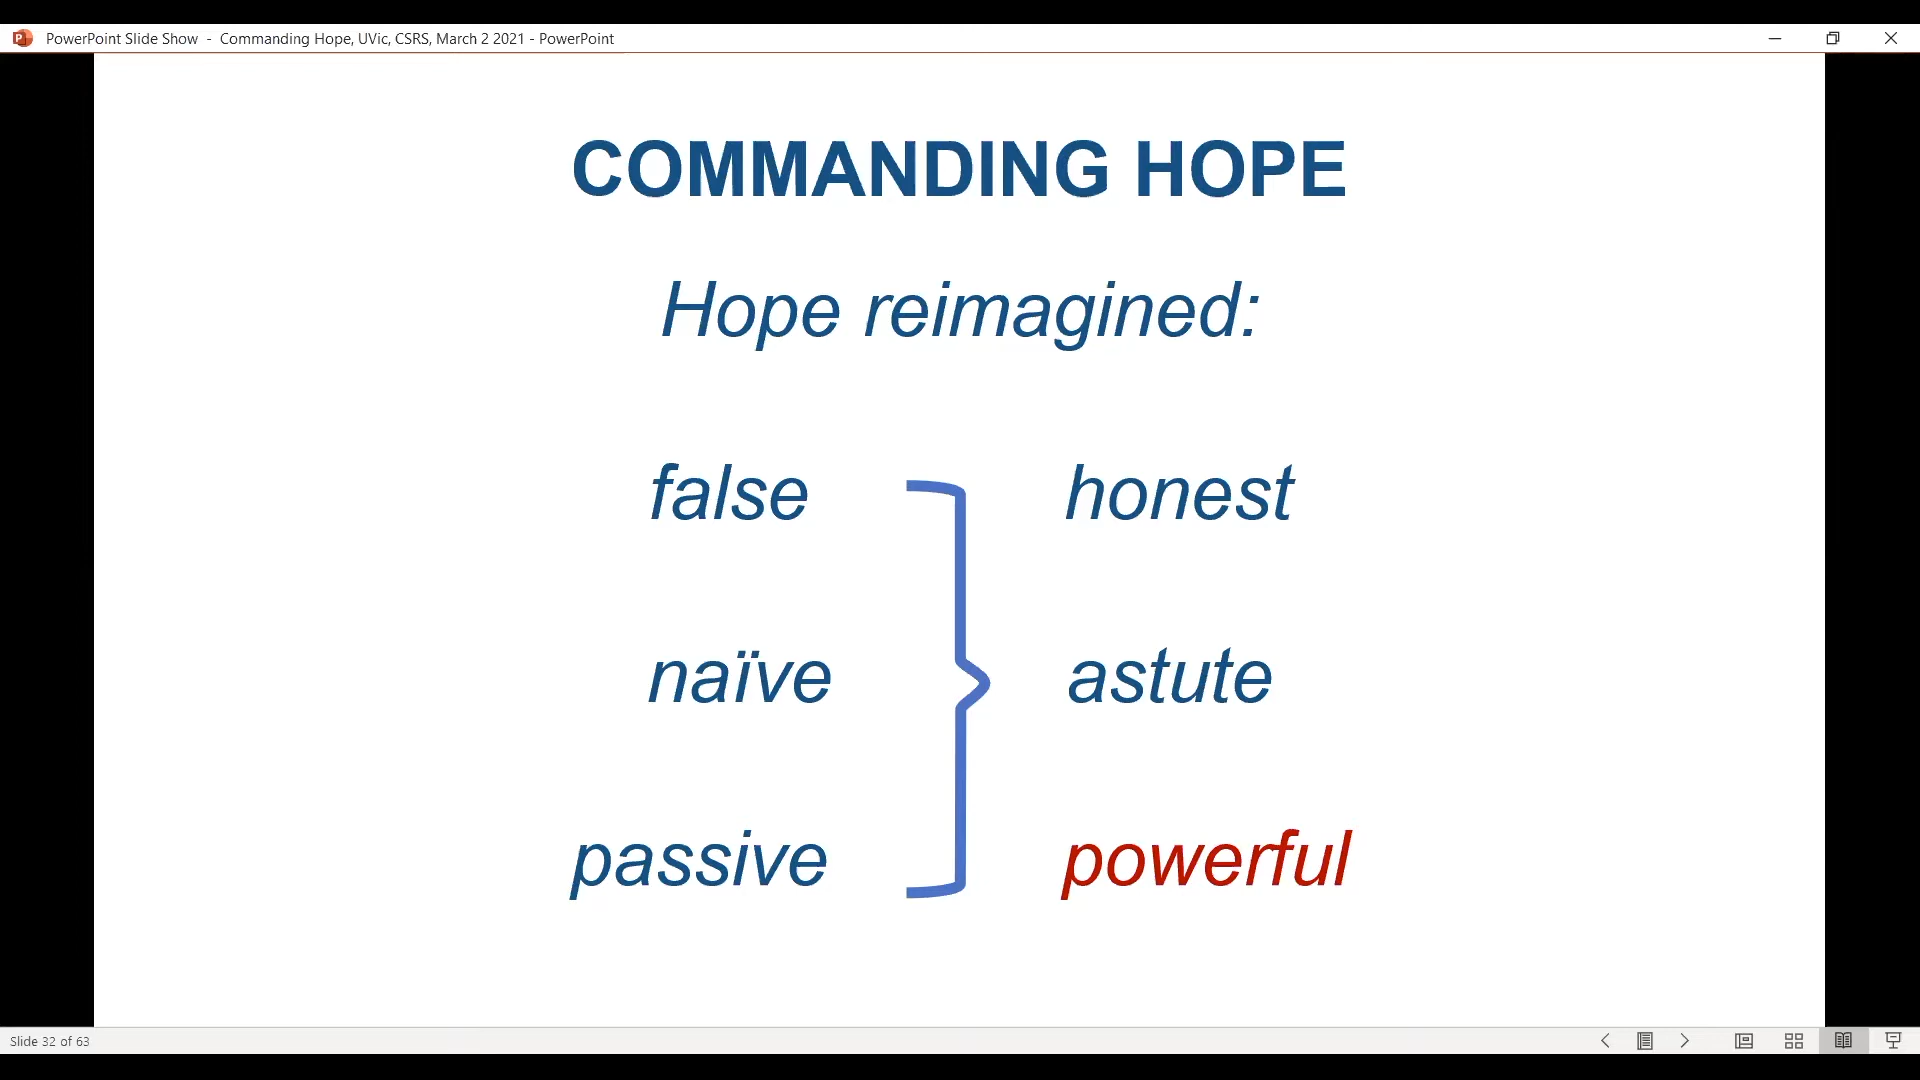 PowerPoint Slide Show - Commanding Hope, UVic, CSRS, March 2 2021 - PowerPoint
COMMANDING HOPE
Hope reimagined:
false honest
naïve astute
passive powerful
Slide 32 of 63